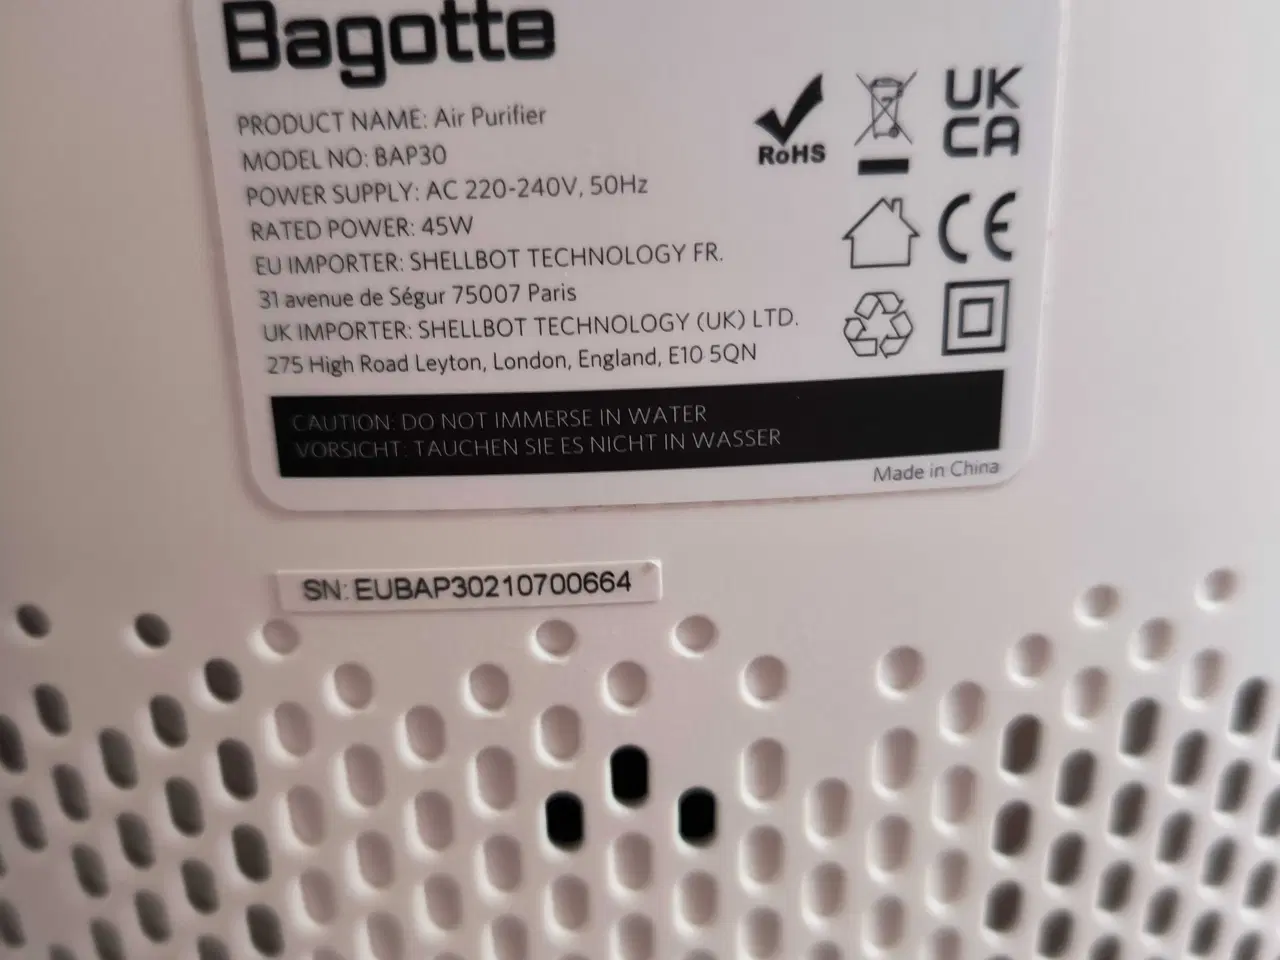 Bagotte
PRODUCT NAME: Air Purifier
MODEL NO: BAP30
POWER SUPPLY: AC 220-240V, 50Hz
RATED POWER: 45W
EU IMPORTER: SHELLBOT TECHNOLOGY FR.
31 avenue de Ségur 75007 Paris
UK IMPORTER: SHELLBOT TECHNOLOGY (UK) LTD.
275 High Road Leyton, London, England, E10 5QN
RoHS
UK
CA
CE
CAUTION: DO NOT IMMERSE IN WATER
VORSICHT: TAUCHEN SIE ES NICHT IN WASSER
Made in China
SN: EUBAP30210700664